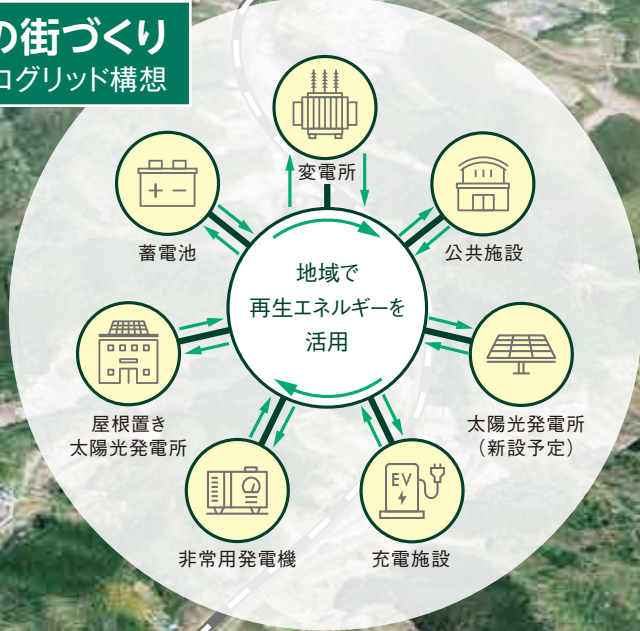 の街づくり
ログリッド構想
変電所
蓄電池
公共施設
地域で
再生エネルギーを
活用
屋根置き
太陽光発電所
太陽光発電所
(新設予定)
EV
非常用発電機
充電施設